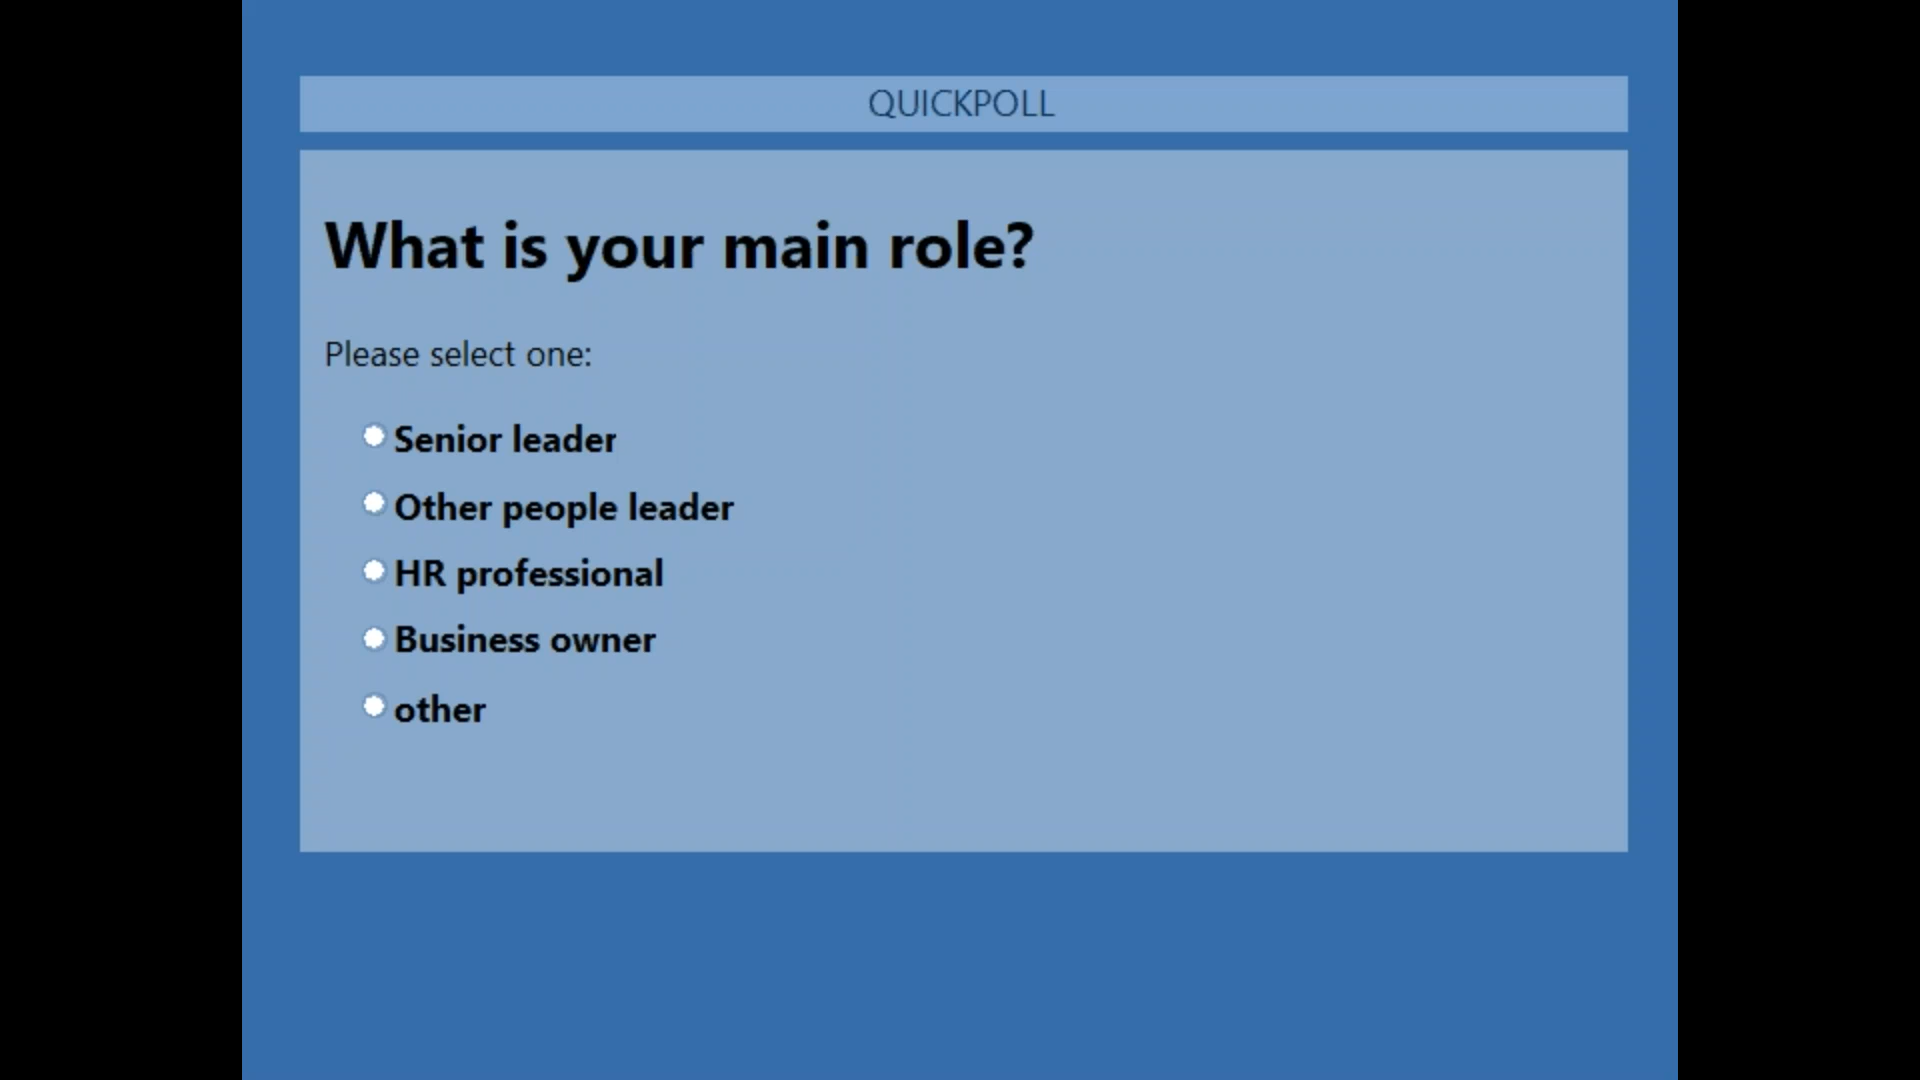 QUICKPOLL
What is your main role?
Please select one:
Senior leader
Other people leader
HR professional
Business owner
other